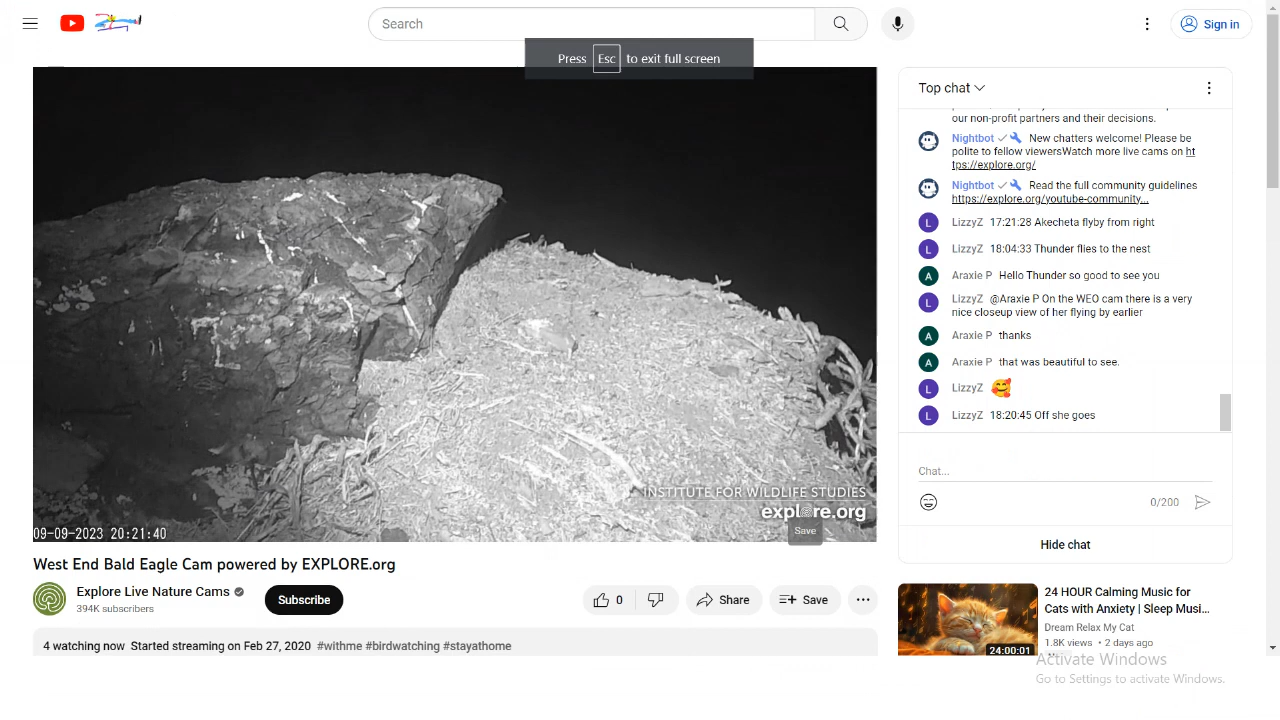 Search
Sign in
Press Esc to exit full screen
Top chat
our non-profit partners and their decisions.
Nightbot New chatters welcome! Please be
polite to fellow viewersWatch more live cams on ht
tps://explore.org/
Nightbot Read the full community guidelines
https://explore.org/youtube-community...
L LizzyZ 17:21:28 Akecheta flyby from right
L LizzyZ 18:04:33 Thunder flies to the nest
A Araxie P Hello Thunder so good to see you
L LizzyZ @Araxie P On the WEO cam there is a very
nice closeup view of her flying by earlier
A Araxie P thanks
A Araxie P that was beautiful to see.
L LizzyZ
L LizzyZ 18:20:45 Off she goes
Chat...
0/200
Hide chat
INSTITUTE FOR WILDLIFE STUDIES
explore.org
Save
09-09-2023 20:21:40
West End Bald Eagle Cam powered by EXPLORE.org
Explore Live Nature Cams
394K subscribers
Subscribe
0
Share
Save
4 watching now Started streaming on Feb 27, 2020 #withme #birdwatching #stayathome
24:00:01
24 HOUR Calming Music for
Cats with Anxiety | Sleep Musi...
Dream Relax My Cat
1.8K views • 2 days ago
Activate Windows
Go to Settings to activate Windows.